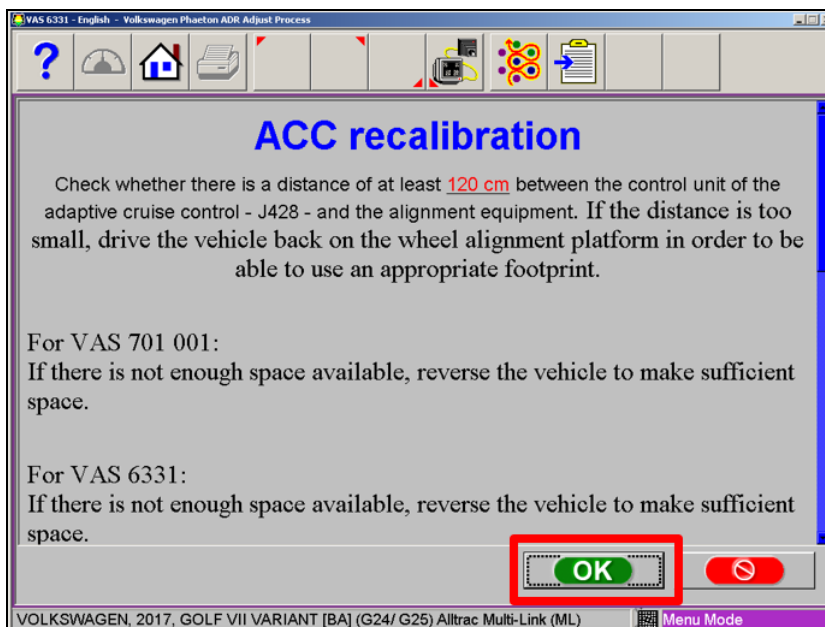 VAS 6331 - English - Volkswagen Phaeton ADR Adjust Process
ACC recalibration
Check whether there is a distance of at least 120 cm between the control unit of the
adaptive cruise control - J428 - and the alignment equipment. If the distance is too
small, drive the vehicle back on the wheel alignment platform in order to be
able to use an appropriate footprint.
For VAS 701 001:
If there is not enough space available, reverse the vehicle to make sufficient
space.
For VAS 6331:
If there is not enough space available, reverse the vehicle to make sufficient
space.
OK
VOLKSWAGEN, 2017, GOLF VII VARIANT [BA] (G24/ G25) Alltrac Multi-Link (ML)
Menu Mode